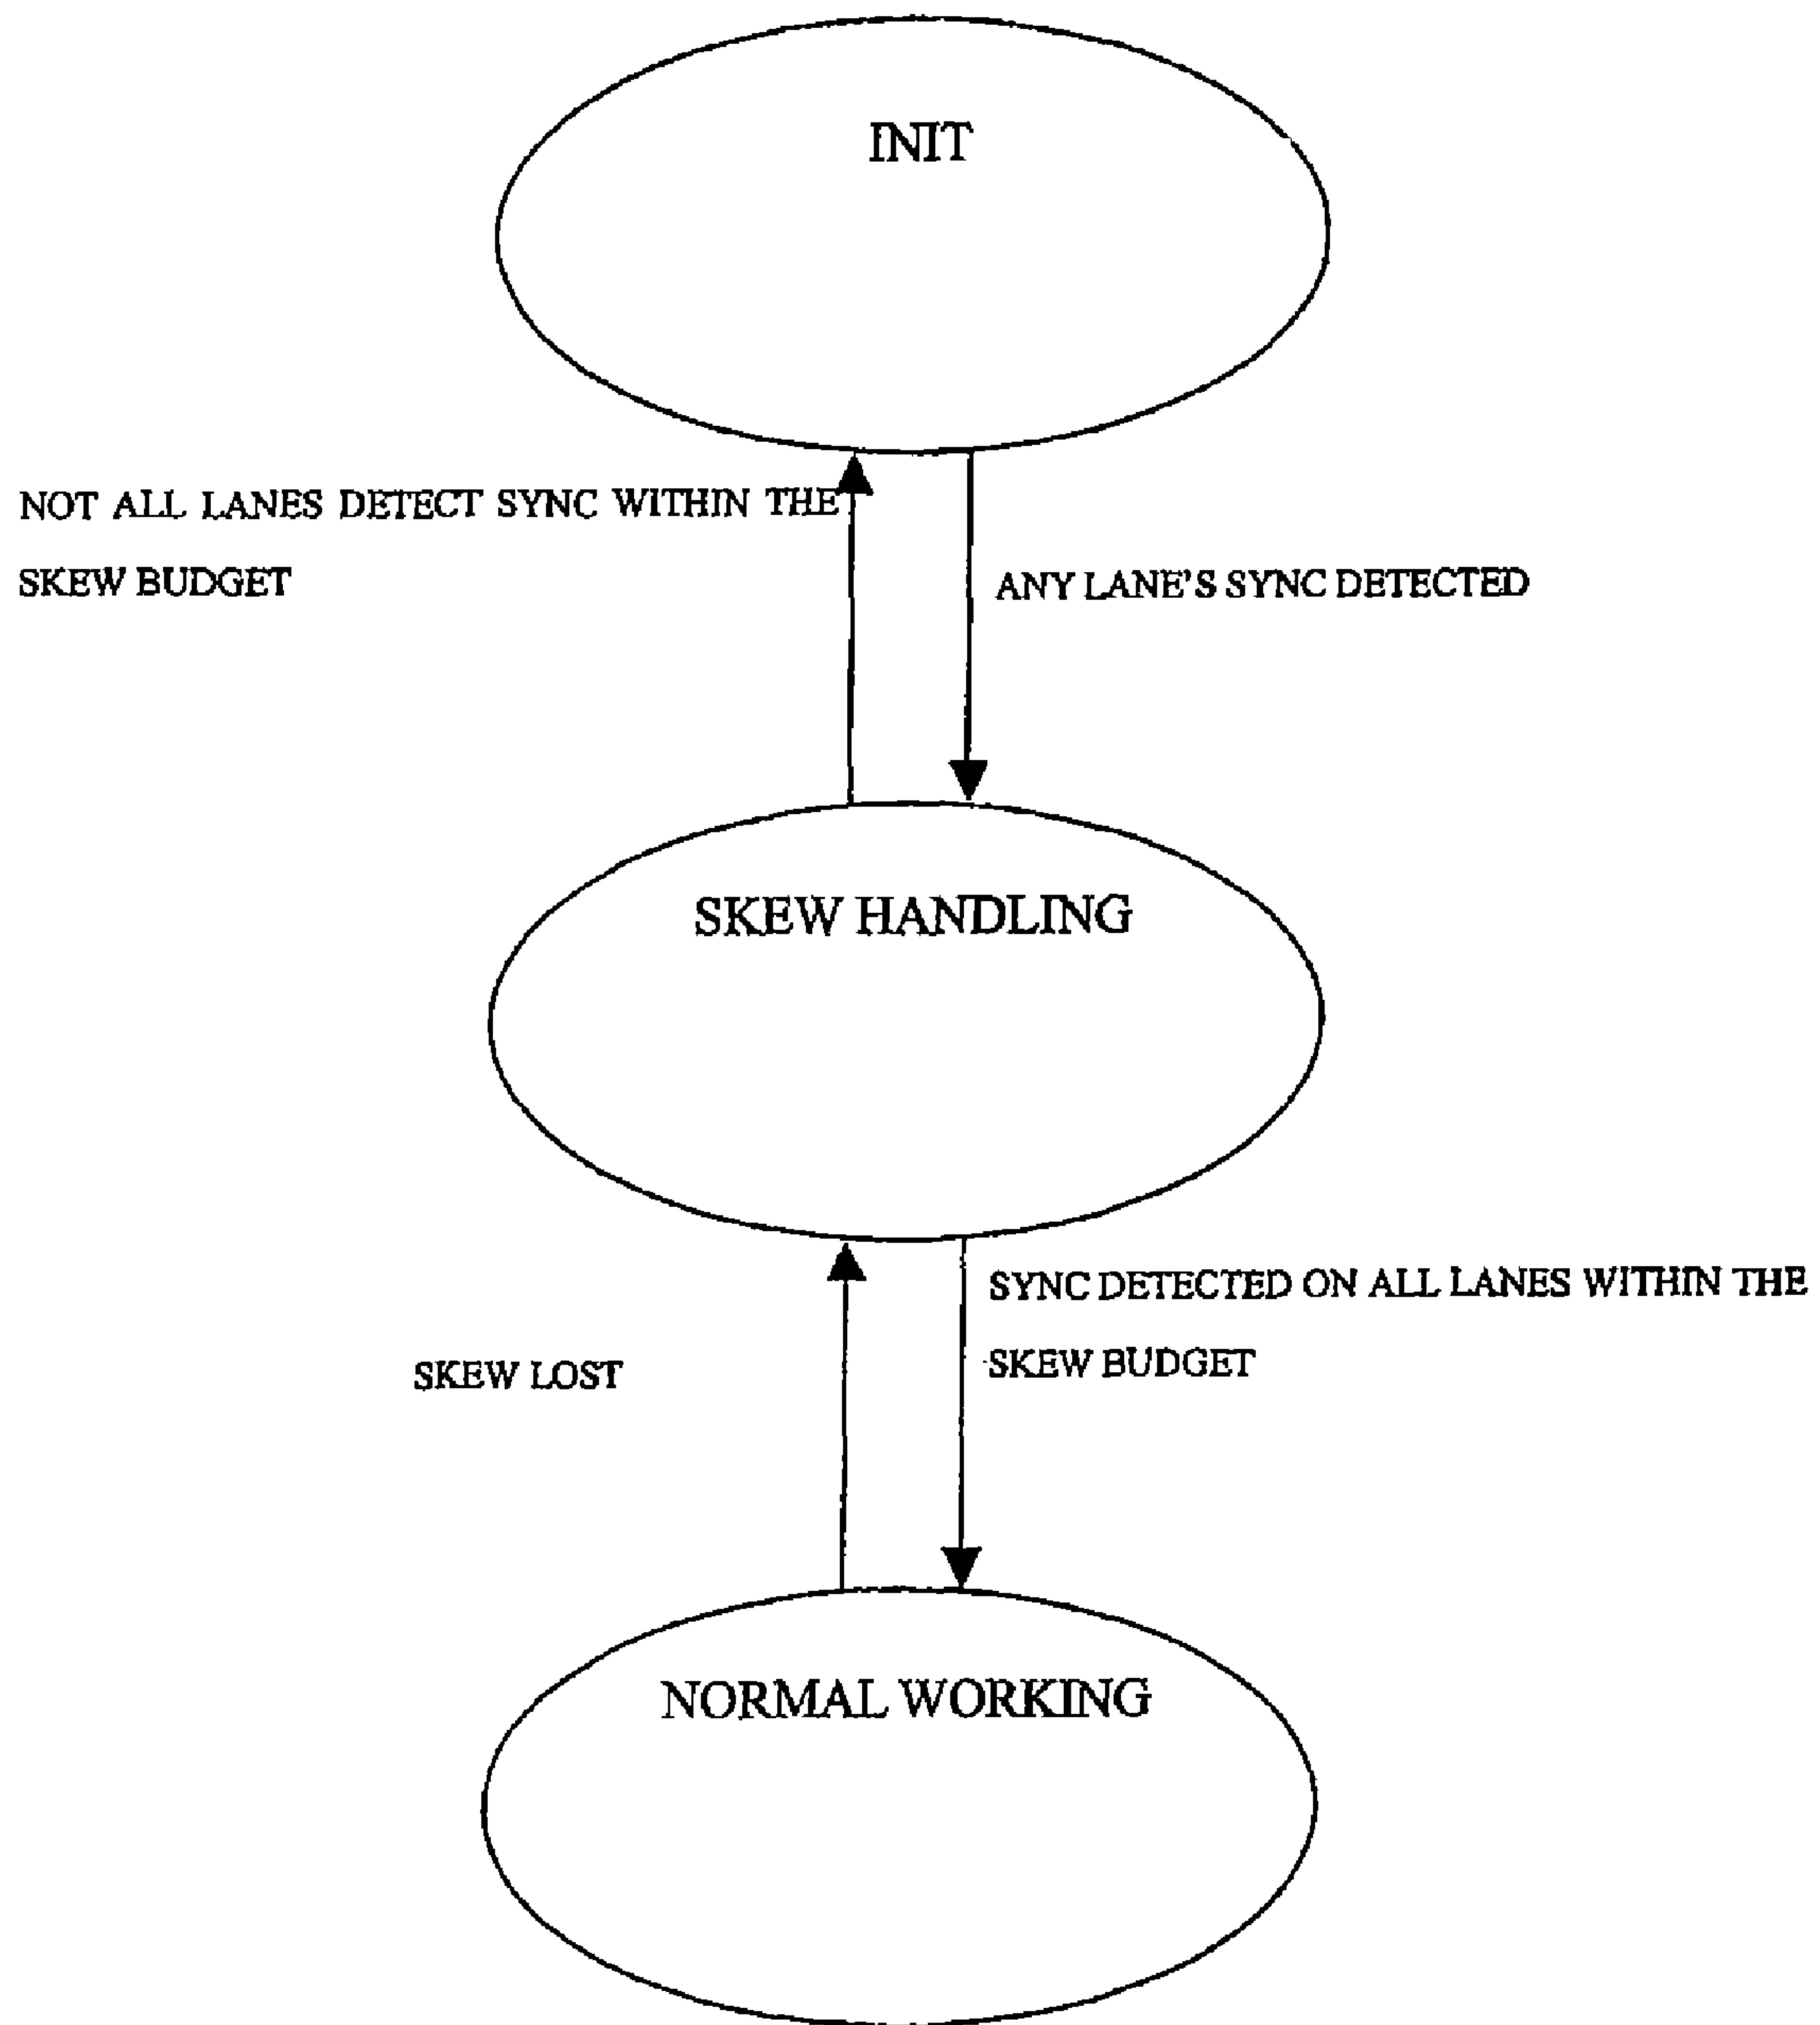 INIT
NOT ALL LANES DETECT SYNC WITHIN THE
SKEW BUDGET
ANY LANE'S SYNC DETECTED
SKEW HANDLING
SYNC DETECTED ON ALL LANES WITHIN THE
SKEW BUDGET
SKEW LOST
NORMAL WORKING